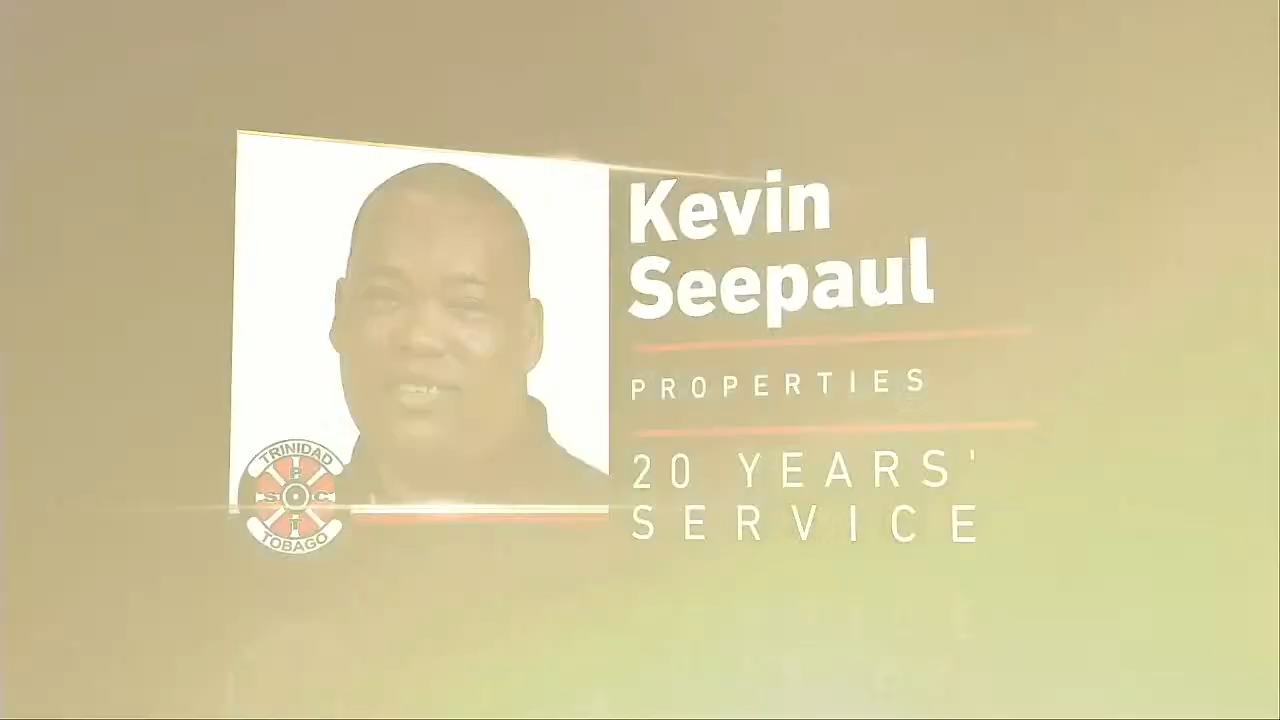 Kevin
Seepaul
PROPERTIES
20 YEARS'
SERVICE
TRINIDAD
P
S C
T
TOBAGO